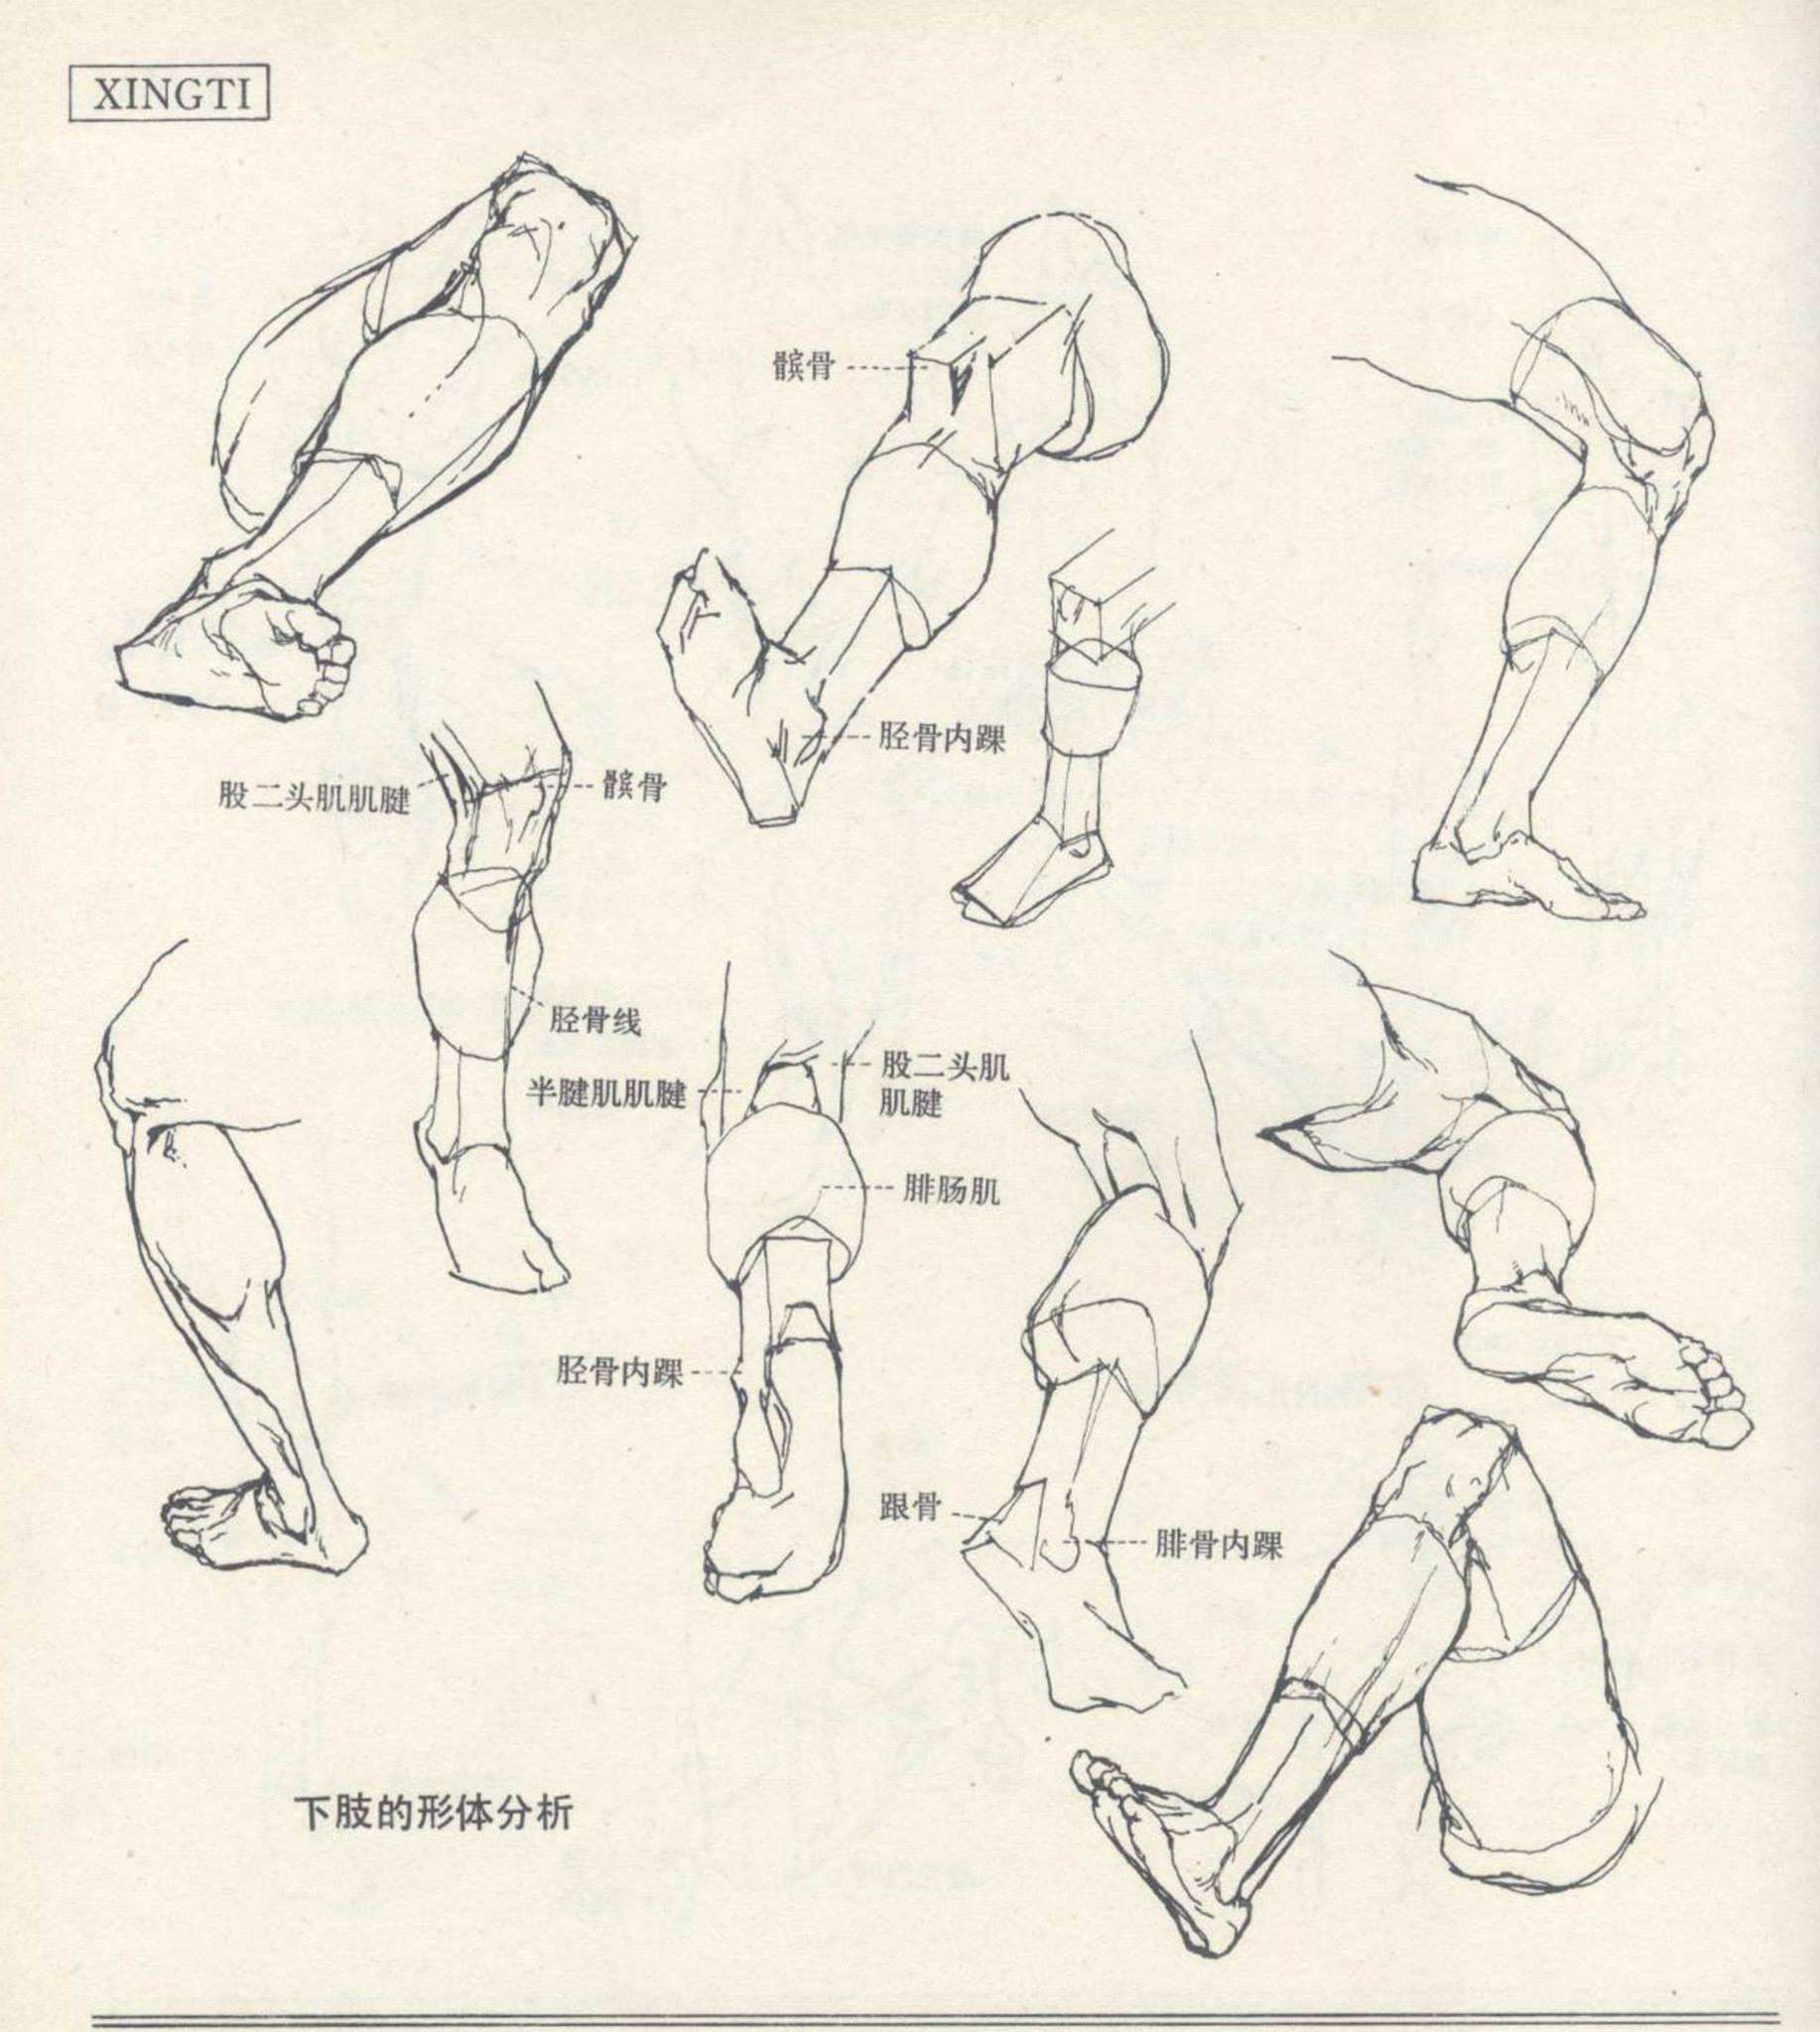 XINGTI
髌骨
胫骨内踝
股二头肌肌腱
髌骨
胫骨线
半腱肌肌腱
股二头肌
肌腱
腓肠肌
胫骨内踝
跟骨
腓骨内踝
下肢的形体分析